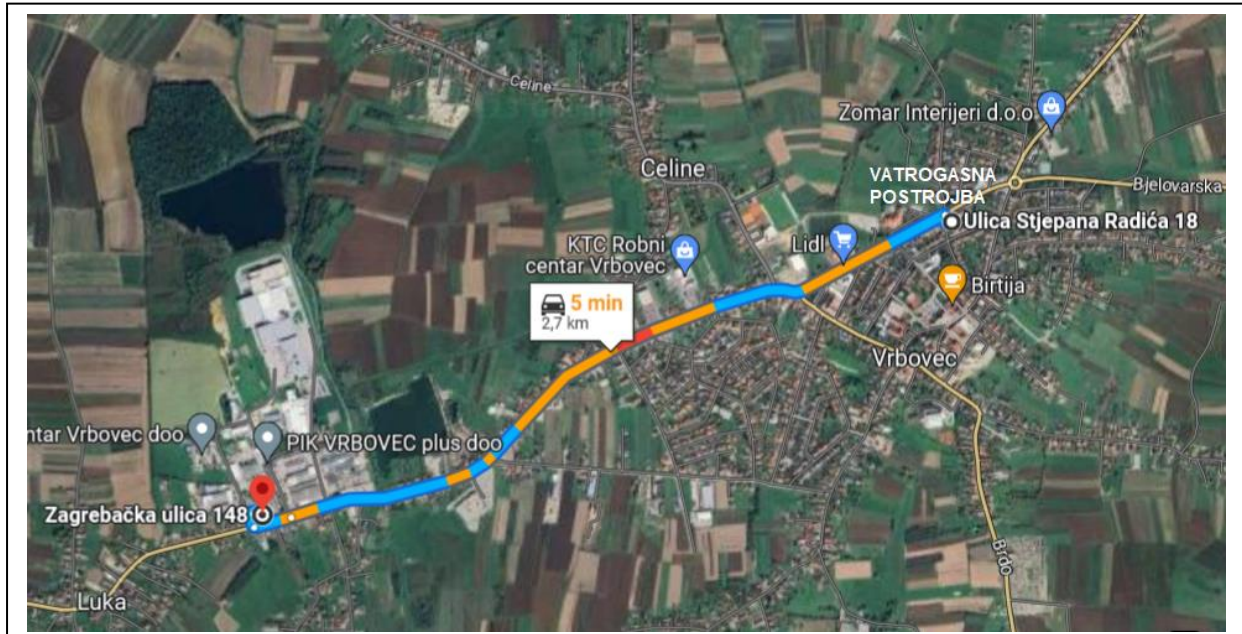 Celine
Zomar Interijeri d.o.o
Celine
VATROGASNA
POSTROJBA
Bjelovarska
Ulica Stjepana Radića 18
KTC Robni
centar Vrbovec
Lidl
Birtija
5 min
2,7 km
Vrbovec
ntar Vrbovec doo
PIK VRBOVEC plus doo
Zagrebačka ulica 148
Brdo
Luka